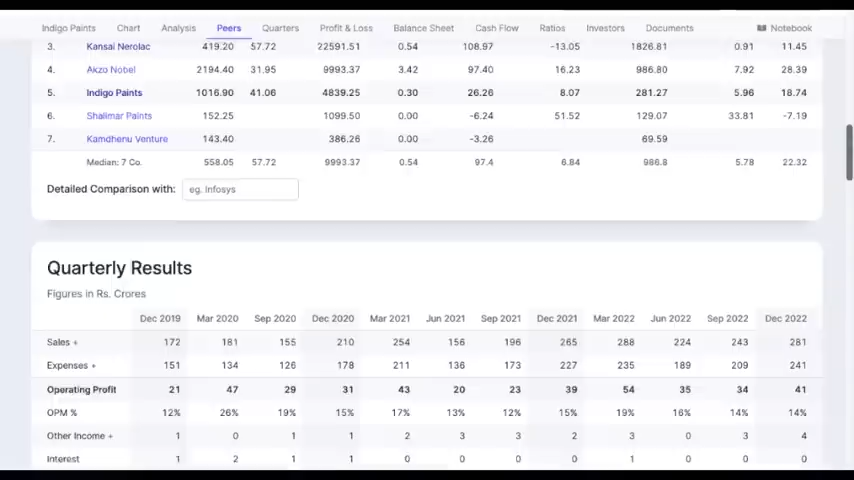 Indigo Paints Chart Analysis Peers Quarters Profit & Loss Balance Sheet Cash Flow Ratios Investors Documents Notebook
3. Kansai Nerolac 419.20 57.72 22591.51 0.54 108.97 -13.05 1826.81 0.91 11.45
4. Akzo Nobel 2194.40 31.95 9993.37 3.42 97.40 16.23 986.80 7.92 28.39
5. Indigo Paints 1016.90 41.06 4839.25 0.30 26.26 8.07 281.27 5.96 18.74
6. Shalimar Paints 152.25 1099.50 0.00 -6.24 51.52 129.07 33.81 -7.19
7. Kamdhenu Venture 143.40 386.26 0.00 -3.26 69.59
Median: 7 Co. 558.05 57.72 9993.37 0.54 97.4 6.84 986.8 5.78 22.32
Detailed Comparison with: eg. Infosys
Quarterly Results
Figures in Rs. Crores
Dec 2019 Mar 2020 Sep 2020 Dec 2020 Mar 2021 Jun 2021 Sep 2021 Dec 2021 Mar 2022 Jun 2022 Sep 2022 Dec 2022
Sales + 172 181 155 210 254 156 196 265 288 224 243 281
Expenses + 151 134 126 178 211 136 173 227 235 189 209 241
Operating Profit 21 47 29 31 43 20 23 39 54 35 34 41
OPM % 12% 26% 19% 15% 17% 13% 12% 15% 19% 16% 14% 14%
Other Income + 1 0 1 1 2 3 3 2 3 0 3 4
Interest 1 2 1 1 0 0 0 0 1 0 0 0